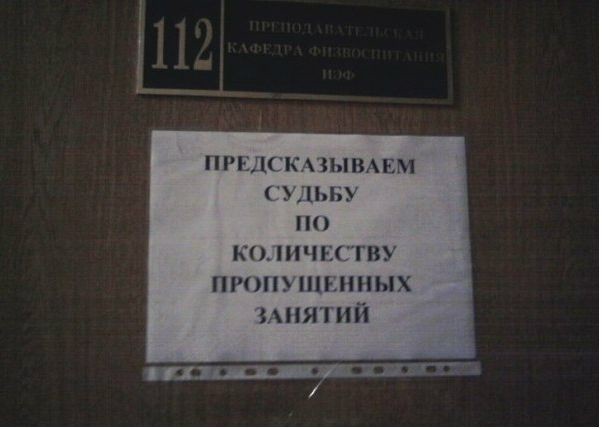 112
ПРЕПОДАВАТЕЛЬСКАЯ
КАФЕДРА ФИЗВОСПИТАНИЯ
ИЭФ
ПРЕДСКАЗЫВАЕМ
СУДЬБУ
ПО
КОЛИЧЕСТВУ
ПРОПУЩЕННЫХ
ЗАНЯТИЙ